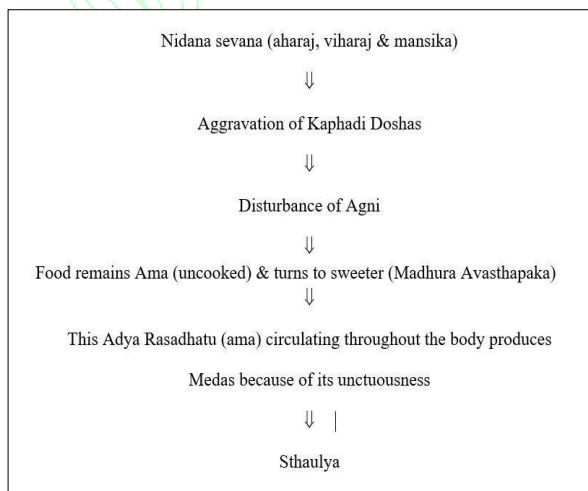 Nidana sevana (aharaj, viharaj & mansika)
⇓
Aggravation of Kaphadi Doshas
⇓
Disturbance of Agni
⇓
Food remains Ama (uncooked) & turns to sweeter (Madhura Avasthapaka)
⇓
This Adya Rasadhatu (ama) circulating throughout the body produces
Medas because of its unctuousness
⇓ |
Sthaulya